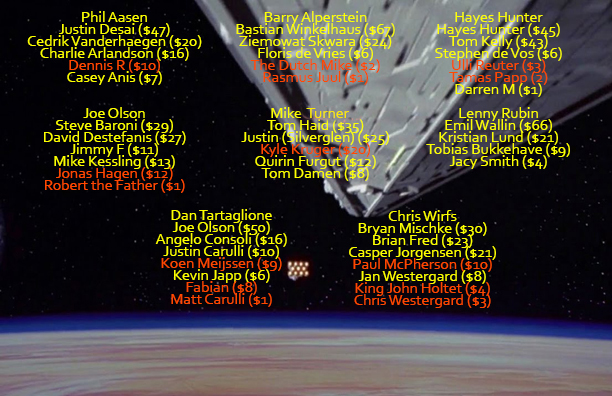 Phil Aasen
Justin Desai ($47)
Cedrik Vanderhaegen ($20)
Charlie Arlandson ($16)
Dennis R ($10)
Casey Anis ($7)
Barry Alperstein
Bastian Winkelhaus ($67)
Ziemowat Skwara ($24)
Floris de Vries ($6)
The Dutch Mike ($2)
Rasmus Juul ($1)
Hayes Hunter
Hayes Hunter ($45)
Tom Kelly ($43)
Stephen de Vos ($6)
Ulli Reuter ($3)
Tamas Papp (2)
Darren M ($1)
Joe Olson
Steve Baroni ($29)
David Destefanis ($27)
Jimmy F ($11)
Mike Kessling ($13)
Jonas Hagen ($12)
Robert the Father ($1)
Mike Turner
Tom Haid ($35)
Justin (Silverglen) ($25)
Kyle
Quirin Furgut ($12)
Tom Damen ($8)
Lenny Rubin
Emil Wallin ($66)
Kristian Lund ($21)
Tobias Bukkehave ($9)
Jacy Smith ($4)
Dan Tartaglione
Joe Olson ($50)
Angelo Consoli ($16)
Justin Carulli ($10)
Koen Meijssen ($9)
Kevin Japp ($6)
Fabian ($8)
Matt Carulli ($1)
Chris Wirfs
Bryan Mischke ($30)
Brian Fred ($23)
Casper Jorgensen ($21)
Paul McPherson ($10)
Jan Westergard ($8)
King John Holtet ($4)
Chris Westergard ($3)